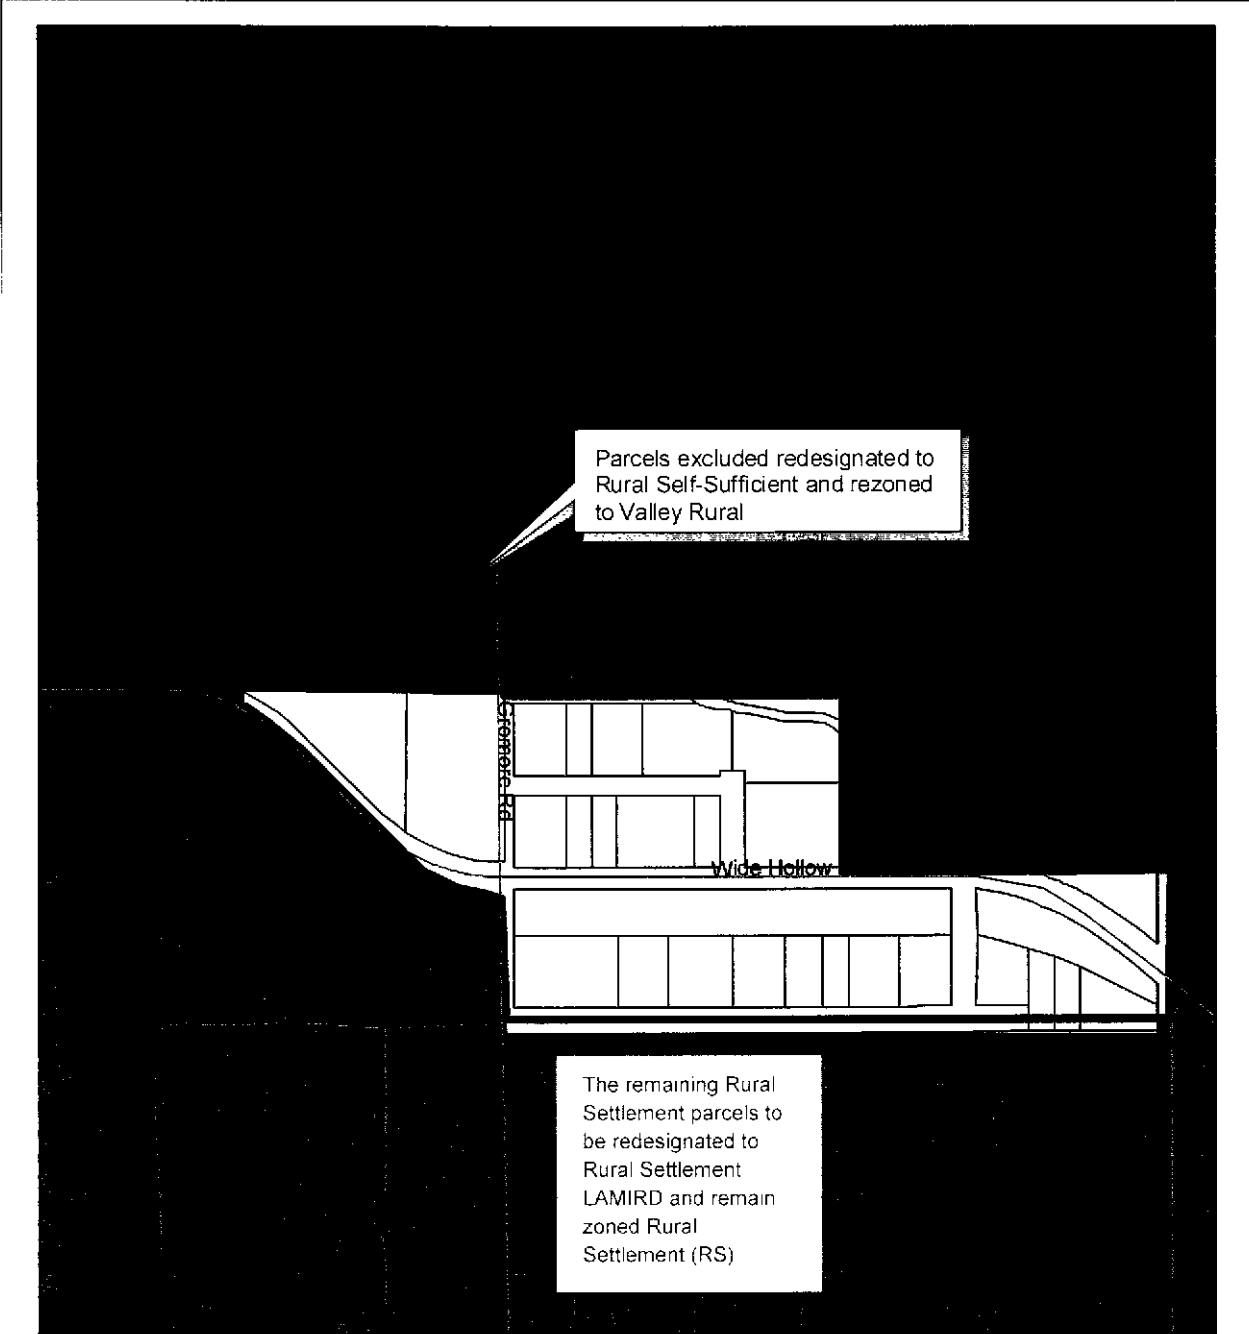 Parcels excluded redesignated to
Rural Self-Sufficient and rezoned
to Valley Rural
Gromore Rd
Wide Hollow
The remaining Rural
Settlement parcels to
be redesignated to
Rural Settlement
LAMIRD and remain
zoned Rural
Settlement (RS)